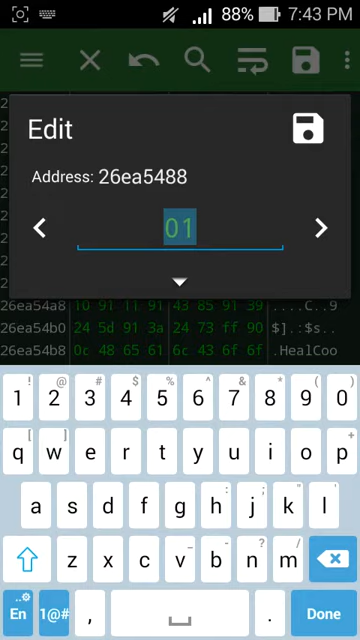 88% 7:43 PM
Edit
Address: 26ea5488
01
26ea54a8 10 91 11 91 43 85 91 39 ....C..9
26ea54b0 24 5d 91 3a 24 73 ff 90 $].:$s..
26ea54b8 0c 48 65 61 6c 43 6f 6f .HealCoo
! @ # $ % ^ & * ( )
1 2 3 4 5 6 7 8 9 0
[ ] { } < > +
q w e r t y u i o p
: ; ' "
a s d f g h j k l
_ - ? /
z x c v b n m
En 1@# , . Done